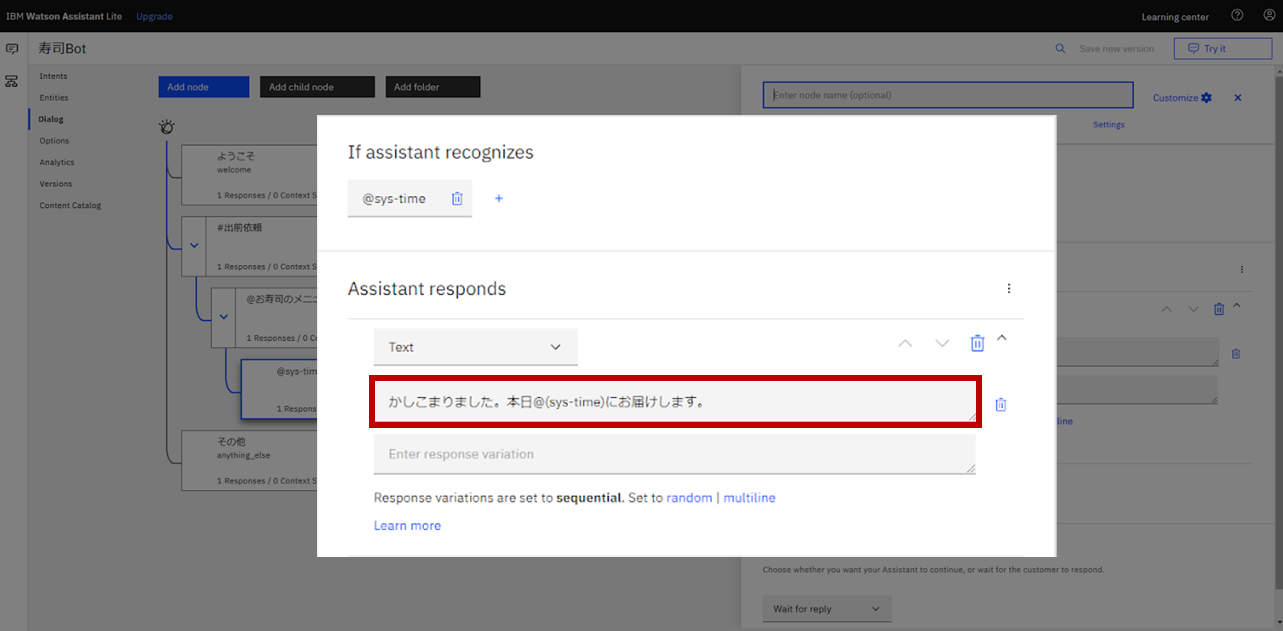 IBM Watson Assistant Lite Upgrade Learning center
寿司Bot Save new version Try it
Intents
Entities
Dialog
Options
Analytics
Versions
Content Catalog
Add node Add child node Add folder
ようこそ
welcome
1 Responses / 0 Context S
#出前依頼
1 Responses / 0 Context S
@お寿司のメニュ
1 Responses / 0 C
@sys-tim
1 Respons
その他
anything_else
1 Responses / 0 Context S
Enter node name (optional)
Customize
Settings
If assistant recognizes
@sys-time
Assistant responds
Text
かしこまりました。本日@(sys-time)にお届けします。
Enter response variation
Response variations are set to sequential. Set to random | multiline
Learn more
line
Choose whether you want your Assistant to continue, or wait for the customer to respond.
Wait for reply